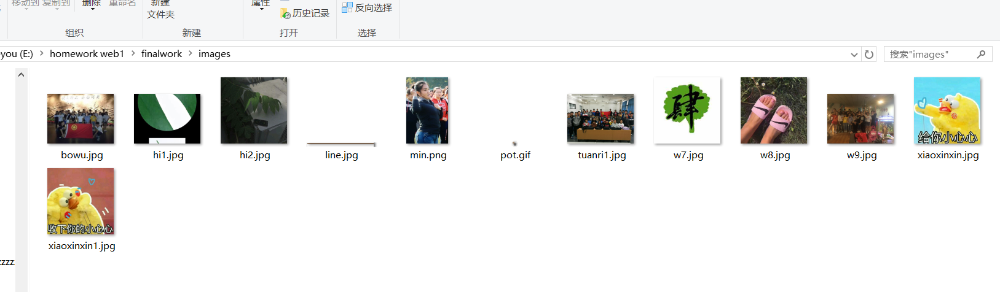 移动到 复制到 删除 重命名 新建 属性
文件夹 历史记录 反向选择
组织 新建 打开 选择
you (E:) > homework web1 > finalwork > images 搜索"images"
肆
给你小心心
bowu.jpg hi1.jpg hi2.jpg line.jpg min.png pot.gif tuanri1.jpg w7.jpg w8.jpg w9.jpg xiaoxinxin.jpg
收下你的小心心
xiaoxinxin1.jpg
zzzz